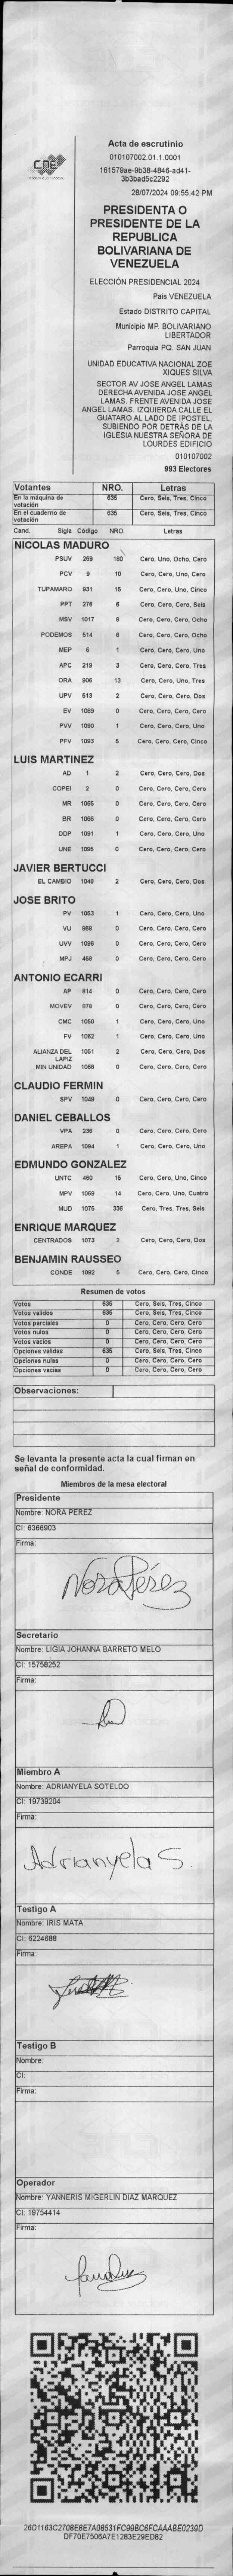 CNE
Acta de escrutinio
010107002.01.1.0001
161579ae-9b38-4846-ad41-
3b3bad5c2292
28/07/2024 09:55:42 PM
PRESIDENTA O
PRESIDENTE DE LA
REPUBLICA
BOLIVARIANA DE
VENEZUELA
ELECCIÓN PRESIDENCIAL 2024
Pais VENEZUELA
Estado DISTRITO CAPITAL
Municipio MP. BOLIVARIANO
LIBERTADOR
Parroquia PQ. SAN JUAN
UNIDAD EDUCATIVA NACIONAL ZOE
XIQUES SILVA
SECTOR AV JOSE ANGEL LAMAS
DERECHA AVENIDA JOSE ANGEL
LAMAS. FRENTE AVENIDA JOSE
ANGEL LAMAS. IZQUIERDA CALLE EL
GUATARO AL LADO DE IPOSTEL,
SUBIENDO POR DETRÁS DE LA
IGLESIA NUESTRA SEÑORA DE
LOURDES EDIFICIO
010107002
993 Electores
Votantes NRO. Letras
En la máquina de votación 635 Cero, Seis, Tres, Cinco
En el cuaderno de votación 635 Cero, Seis, Tres, Cinco
Cand. Sigla Código NRO. Letras
NICOLAS MADURO
PSUV 269 180 Cero, Uno, Ocho, Cero
PCV 9 10 Cero, Cero, Uno, Cero
TUPAMARO 931 15 Cero, Cero, Uno, Cinco
PPT 276 6 Cero, Cero, Cero, Seis
MSV 1017 8 Cero, Cero, Cero, Ocho
PODEMOS 514 8 Cero, Cero, Cero, Ocho
MEP 6 1 Cero, Cero, Cero, Uno
APC 219 3 Cero, Cero, Cero, Tres
ORA 906 13 Cero, Cero, Uno, Tres
UPV 513 2 Cero, Cero, Cero, Dos
EV 1089 0 Cero, Cero, Cero, Cero
PVV 1090 1 Cero, Cero, Cero, Uno
PFV 1093 5 Cero, Cero, Cero, Cinco
LUIS MARTINEZ
AD 1 2 Cero, Cero, Cero, Dos
COPEI 2 0 Cero, Cero, Cero, Cero
MR 1085 0 Cero, Cero, Cero, Cero
BR 1066 0 Cero, Cero, Cero, Cero
DDP 1091 1 Cero, Cero, Cero, Uno
UNE 1095 0 Cero, Cero, Cero, Cero
JAVIER BERTUCCI
EL CAMBIO 1049 2 Cero, Cero, Cero, Dos
JOSE BRITO
PV 1053 1 Cero, Cero, Cero, Uno
VU 969 0 Cero, Cero, Cero, Cero
UVV 1096 0 Cero, Cero, Cero, Cero
MPJ 459 0 Cero, Cero, Cero, Cero
ANTONIO ECARRI
AP 814 0 Cero, Cero, Cero, Cero
MOVEV 978 0 Cero, Cero, Cero, Cero
CMC 1050 1 Cero, Cero, Cero, Uno
FV 1062 1 Cero, Cero, Cero, Uno
ALIANZA DEL LAPIZ 1051 2 Cero, Cero, Cero, Dos
MIN UNIDAD 1068 0 Cero, Cero, Cero, Cero
CLAUDIO FERMIN
SPV 1048 0 Cero, Cero, Cero, Cero
DANIEL CEBALLOS
VPA 236 0 Cero, Cero, Cero, Cero
AREPA 1094 1 Cero, Cero, Cero, Uno
EDMUNDO GONZALEZ
UNTC 460 15 Cero, Cero, Uno, Cinco
MPV 1069 14 Cero, Cero, Uno, Cuatro
MUD 1075 336 Cero, Tres, Tres, Seis
ENRIQUE MARQUEZ
CENTRADOS 1073 2 Cero, Cero, Cero, Dos
BENJAMIN RAUSSEO
CONDE 1092 5 Cero, Cero, Cero, Cinco
Resumen de votos
Votos 635 Cero, Seis, Tres, Cinco
Votos validos 635 Cero, Seis, Tres, Cinco
Votos parciales 0 Cero, Cero, Cero, Cero
Votos nulos 0 Cero, Cero, Cero, Cero
Votos vacios 0 Cero, Cero, Cero, Cero
Opciones validas 635 Cero, Seis, Tres, Cinco
Opciones nulas 0 Cero, Cero, Cero, Cero
Opciones vacias 0 Cero, Cero, Cero, Cero
Observaciones:
Se levanta la presente acta la cual firman en
señal de conformidad.
Miembros de la mesa electoral
Presidente
Nombre: NORA PEREZ
CI: 6366903
Firma:
Nora Pérez
Secretario
Nombre: LIGIA JOHANNA BARRETO MELO
CI: 15758252
Firma:
Miembro A
Nombre: ADRIANYELA SOTELDO
CI: 19739204
Firma:
Adrianyela S.
Testigo A
Nombre: IRIS MATA
CI: 6224688
Firma:
Testigo B
Nombre:
CI:
Firma:
Operador
Nombre: YANNERIS MIGERLIN DIAZ MARQUEZ
CI: 19754414
Firma:
26D1163C2708E8E7A08531FC99BC6FCAAABE0239D
DF70E7506A7E1283E29ED82